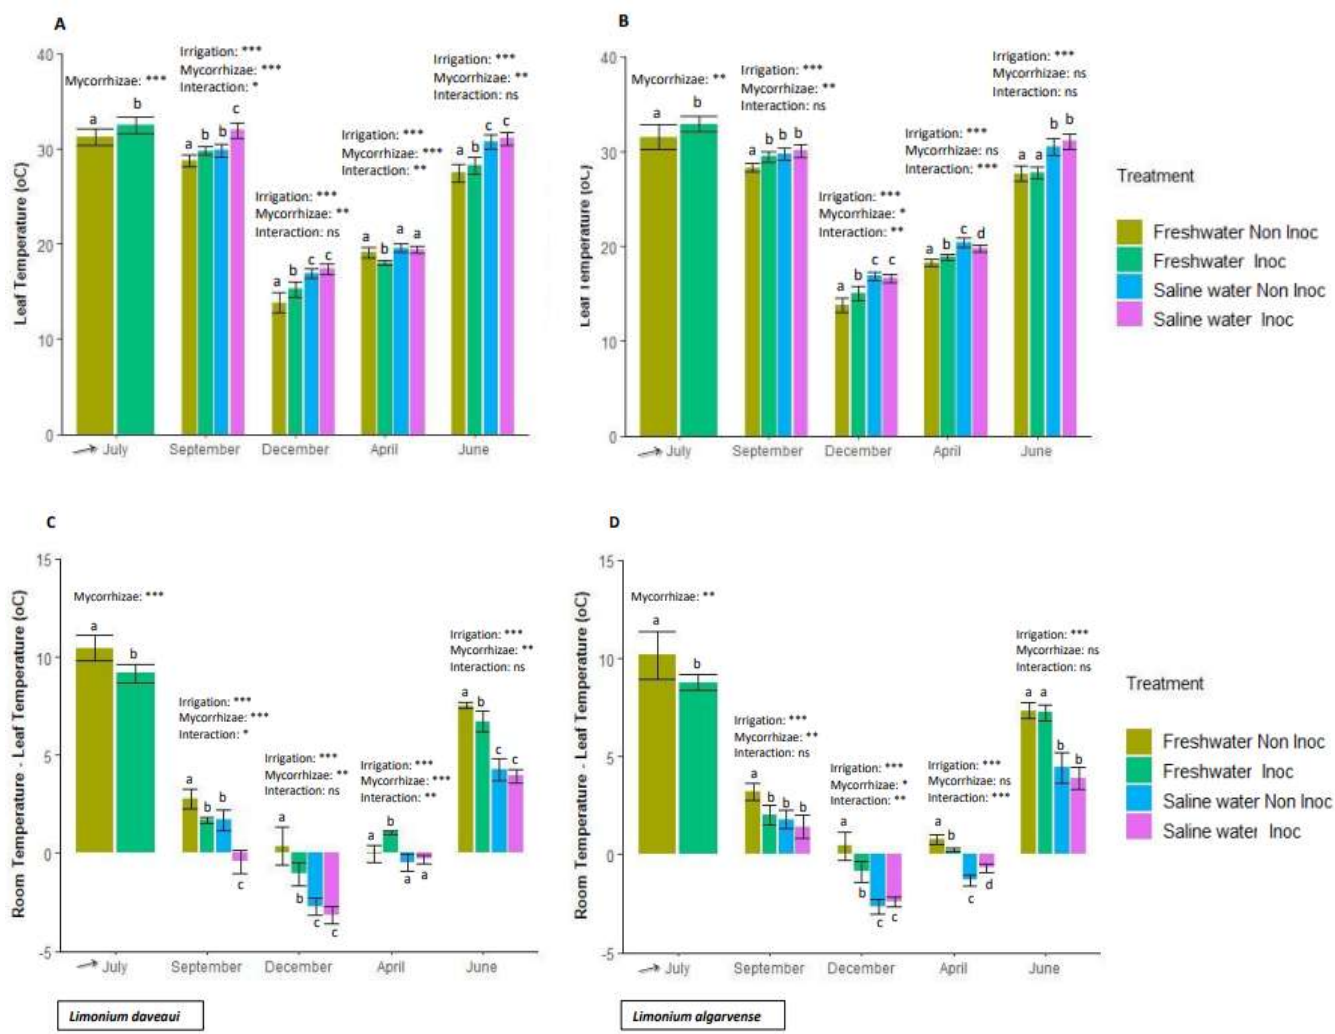 A
Leaf Temperature (oC)
40
30
20
10
0
Mycorrhizae: ***
a
b
Irrigation: ***
Mycorrhizae: ***
Interaction: *
a
b
b
c
Irrigation: ***
Mycorrhizae: **
Interaction: ns
a
b
c
c
Irrigation: ***
Mycorrhizae: ***
Interaction: **
a
b
a
a
Irrigation: ***
Mycorrhizae: **
Interaction: ns
a
b
c
c
July
September
December
April
June
B
Leaf Temperature (oC)
40
30
20
10
0
Mycorrhizae: **
a
b
Irrigation: ***
Mycorrhizae: **
Interaction: ns
a
b
b
b
Irrigation: ***
Mycorrhizae: *
Interaction: **
a
b
c
c
Irrigation: ***
Mycorrhizae: ns
Interaction: ***
a
b
c
d
Irrigation: ***
Mycorrhizae: ns
Interaction: ns
a
a
b
b
July
September
December
April
June
Treatment
Freshwater Non Inoc
Freshwater Inoc
Saline water Non Inoc
Saline water Inoc
C
Room Temperature - Leaf Temperature (oC)
15
10
5
0
-5
Mycorrhizae: ***
a
b
Irrigation: ***
Mycorrhizae: ***
Interaction: *
a
b
b
c
Irrigation: ***
Mycorrhizae: **
Interaction: ns
a
b
c
c
Irrigation: ***
Mycorrhizae: ***
Interaction: **
a
b
a
a
Irrigation: ***
Mycorrhizae: **
Interaction: ns
a
b
c
c
July
September
December
April
June
Limonium daveaui
D
Room Temperature - Leaf Temperature (oC)
15
10
5
0
-5
Mycorrhizae: **
a
b
Irrigation: ***
Mycorrhizae: **
Interaction: ns
a
b
b
b
Irrigation: ***
Mycorrhizae: *
Interaction: **
a
b
c
c
Irrigation: ***
Mycorrhizae: ns
Interaction: ***
a
b
c
d
Irrigation: ***
Mycorrhizae: ns
Interaction: ns
a
a
b
b
July
September
December
April
June
Limonium algarvense
Treatment
Freshwater Non Inoc
Freshwater Inoc
Saline water Non Inoc
Saline water Inoc